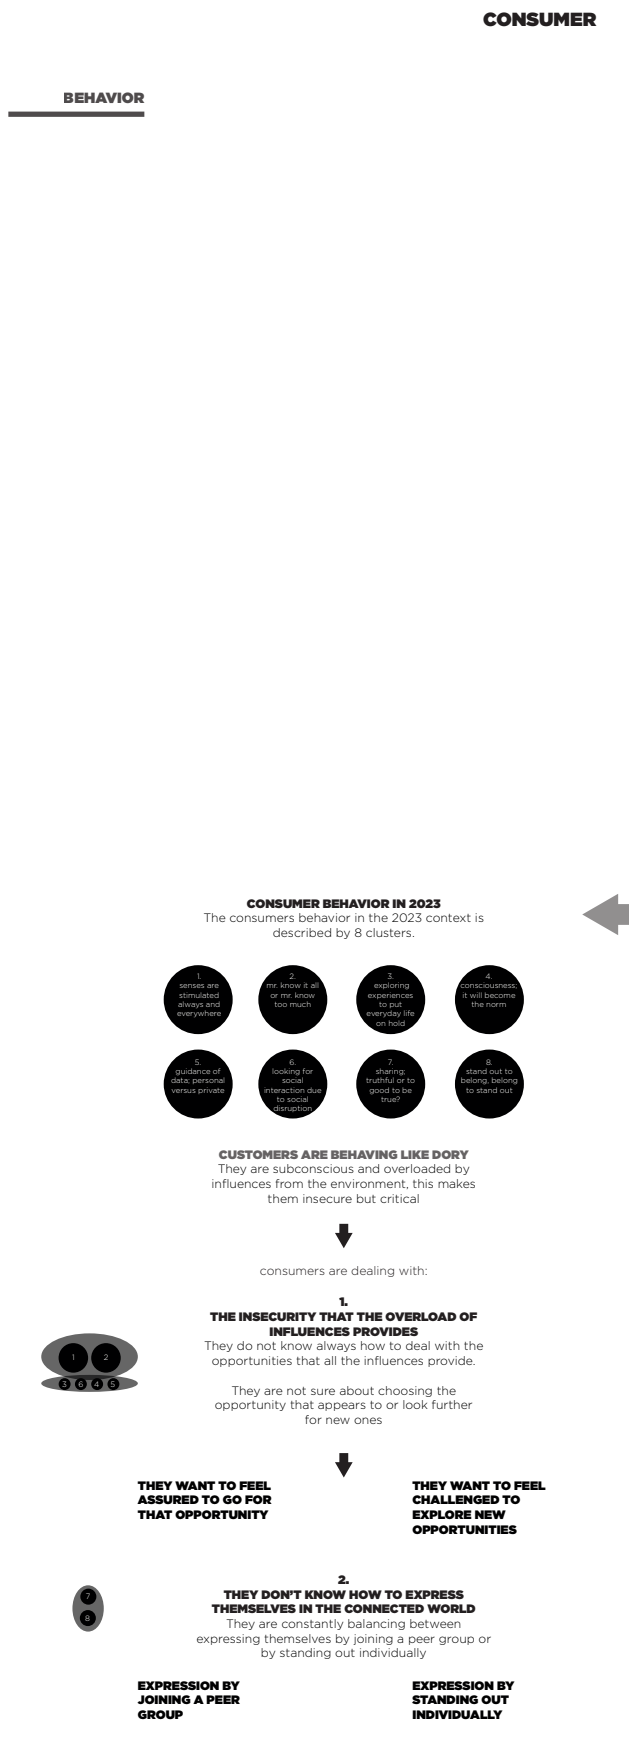 CONSUMER
BEHAVIOR
CONSUMER BEHAVIOR IN 2023
The consumers behavior in the 2023 context is
described by 8 clusters.
1.
senses are
stimulated
always and
everywhere
2.
mr. know it all
or mr. know
too much
3.
exploring
experiences
to put
everyday life
on hold
4.
consciousness;
it will become
the norm
5.
guidance of
data; personal
versus private
6.
looking for
social
interaction due
to social
disruption
7.
sharing;
truthful or to
good to be
true?
8.
stand out to
belong, belong
to stand out
CUSTOMERS ARE BEHAVING LIKE DORY
They are subconscious and overloaded by
influences from the environment, this makes
them insecure but critical
consumers are dealing with:
1.
THE INSECURITY THAT THE OVERLOAD OF
INFLUENCES PROVIDES
They do not know always how to deal with the
opportunities that all the influences provide.
They are not sure about choosing the
opportunity that appears to or look further
for new ones
1 2
3 6 4 5
THEY WANT TO FEEL
ASSURED TO GO FOR
THAT OPPORTUNITY
THEY WANT TO FEEL
CHALLENGED TO
EXPLORE NEW
OPPORTUNITIES
2.
THEY DON'T KNOW HOW TO EXPRESS
THEMSELVES IN THE CONNECTED WORLD
They are constantly balancing between
expressing themselves by joining a peer group or
by standing out individually
7
8
EXPRESSION BY
JOINING A PEER
GROUP
EXPRESSION BY
STANDING OUT
INDIVIDUALLY